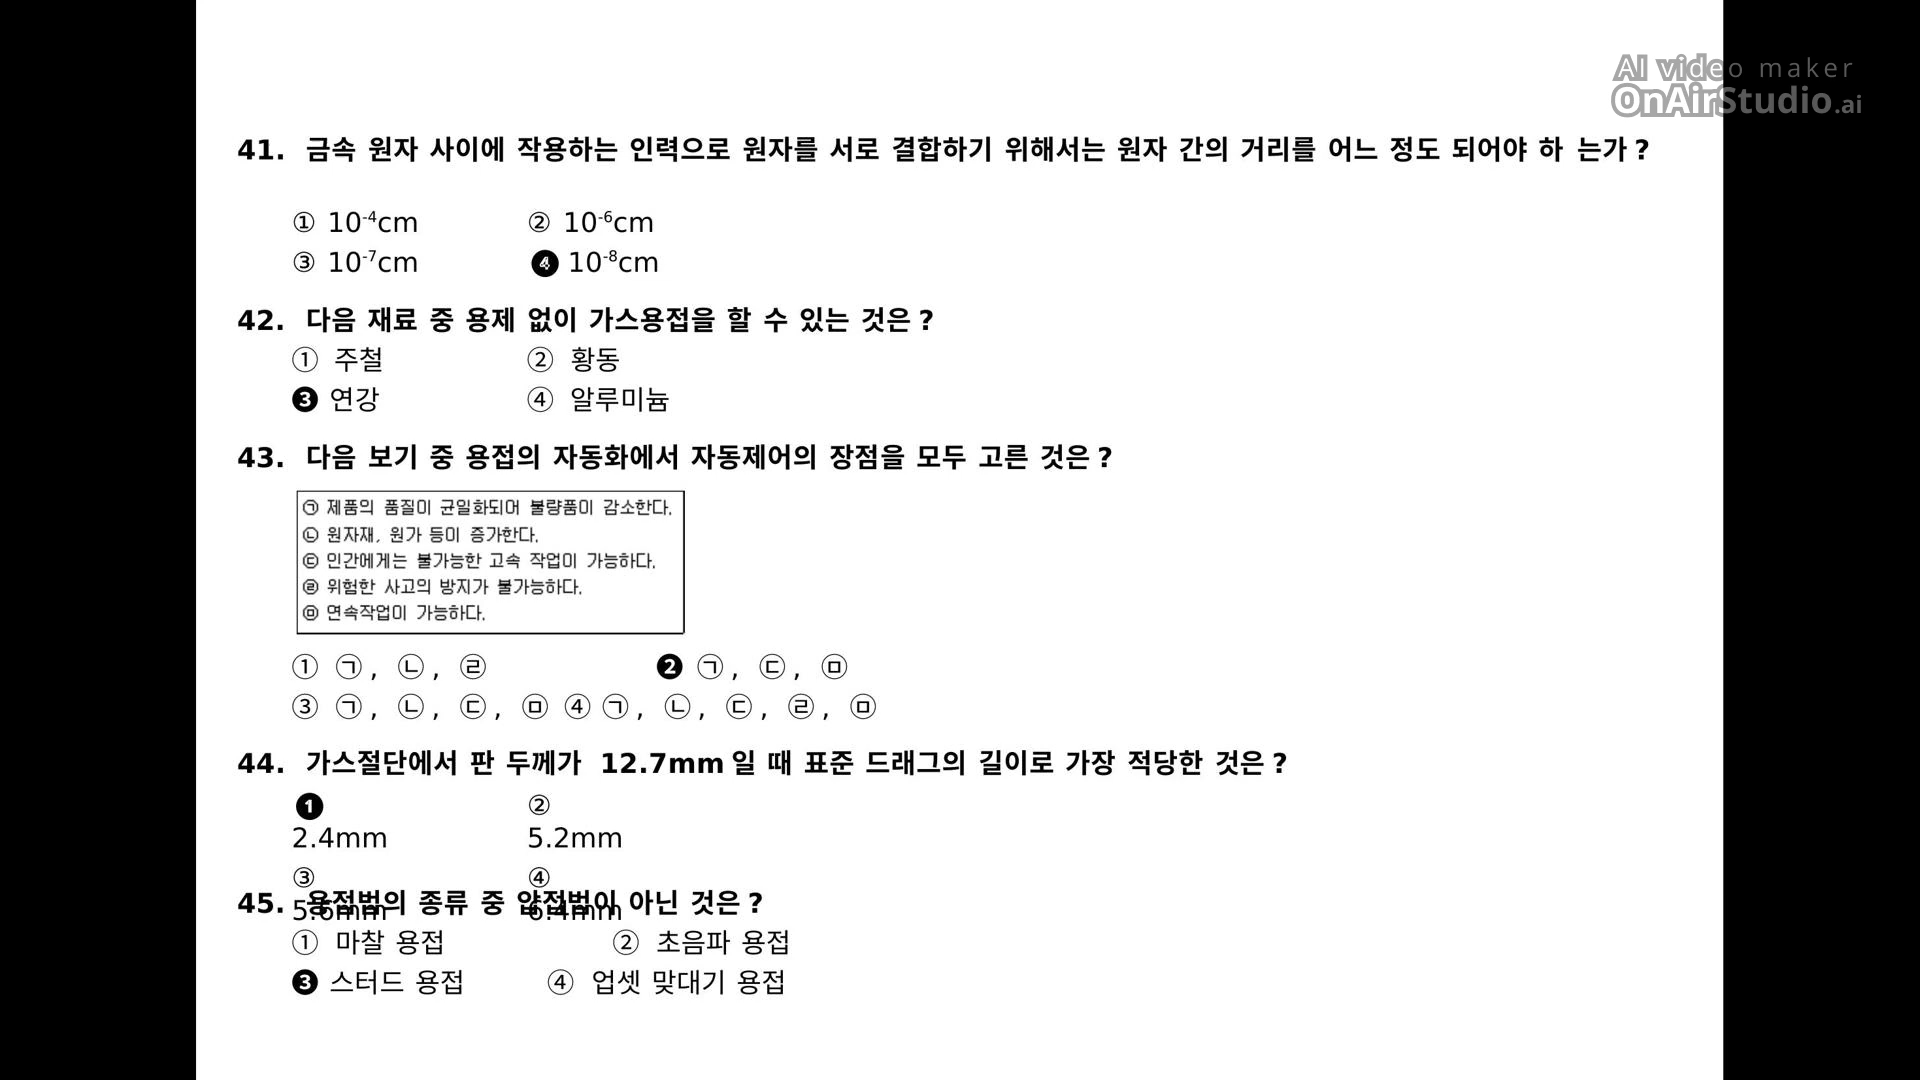 AI video maker
OnAirStudio.ai
41. 금속 원자 사이에 작용하는 인력으로 원자를 서로 결합하기 위해서는 원자 간의 거리를 어느 정도 되어야 하 는가?
① 10⁻⁴cm ② 10⁻⁶cm
③ 10⁻⁷cm ❹ 10⁻⁸cm
42. 다음 재료 중 용제 없이 가스용접을 할 수 있는 것은?
① 주철 ② 황동
❸ 연강 ④ 알루미늄
43. 다음 보기 중 용접의 자동화에서 자동제어의 장점을 모두 고른 것은?
㉠ 제품의 품질이 균일화되어 불량품이 감소한다.
㉡ 원자재, 원가 등이 증가한다.
㉢ 인간에게는 불가능한 고속 작업이 가능하다.
㉣ 위험한 사고의 방지가 불가능하다.
㉤ 연속작업이 가능하다.
① ㉠, ㉡, ㉣ ❷ ㉠, ㉢, ㉤
③ ㉠, ㉡, ㉢, ㉤ ④ ㉠, ㉡, ㉢, ㉣, ㉤
44. 가스절단에서 판 두께가 12.7mm일 때 표준 드래그의 길이로 가장 적당한 것은?
❶ ②
2.4mm 5.2mm
③ ④
5.6mm 6.4mm
45. 용접법의 종류 중 압접법이 아닌 것은?
① 마찰 용접 ② 초음파 용접
❸ 스터드 용접 ④ 업셋 맞대기 용접